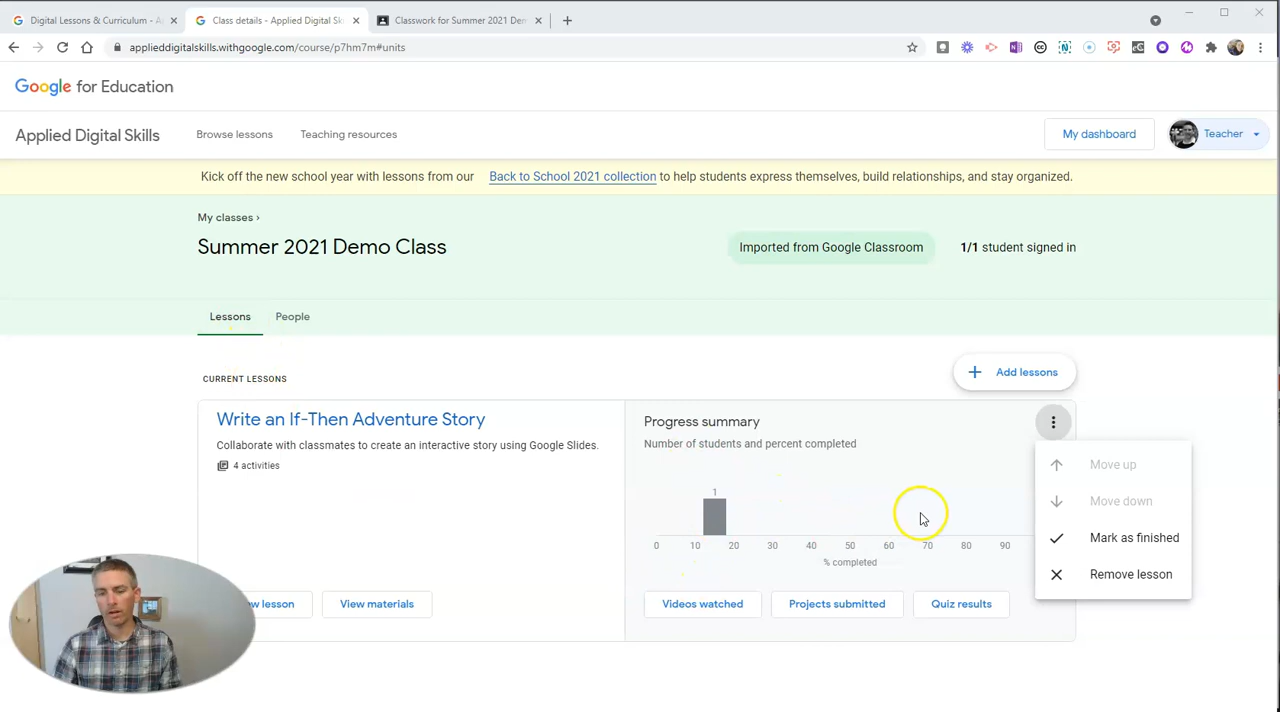 Digital Lessons & Curriculum - A
Class details - Applied Digital Sk
Classwork for Summer 2021 Dem
applieddigitalskills.withgoogle.com/course/p7hm7m#units
Google for Education
Applied Digital Skills
Browse lessons
Teaching resources
My dashboard
Teacher
Kick off the new school year with lessons from our Back to School 2021 collection to help students express themselves, build relationships, and stay organized.
My classes ›
Summer 2021 Demo Class
Imported from Google Classroom
1/1 student signed in
Lessons
People
CURRENT LESSONS
+ Add lessons
Write an If-Then Adventure Story
Collaborate with classmates to create an interactive story using Google Slides.
4 activities
Progress summary
Number of students and percent completed
1
0 10 20 30 40 50 60 70 80 90
% completed
Move up
Move down
Mark as finished
Remove lesson
w lesson
View materials
Videos watched
Projects submitted
Quiz results